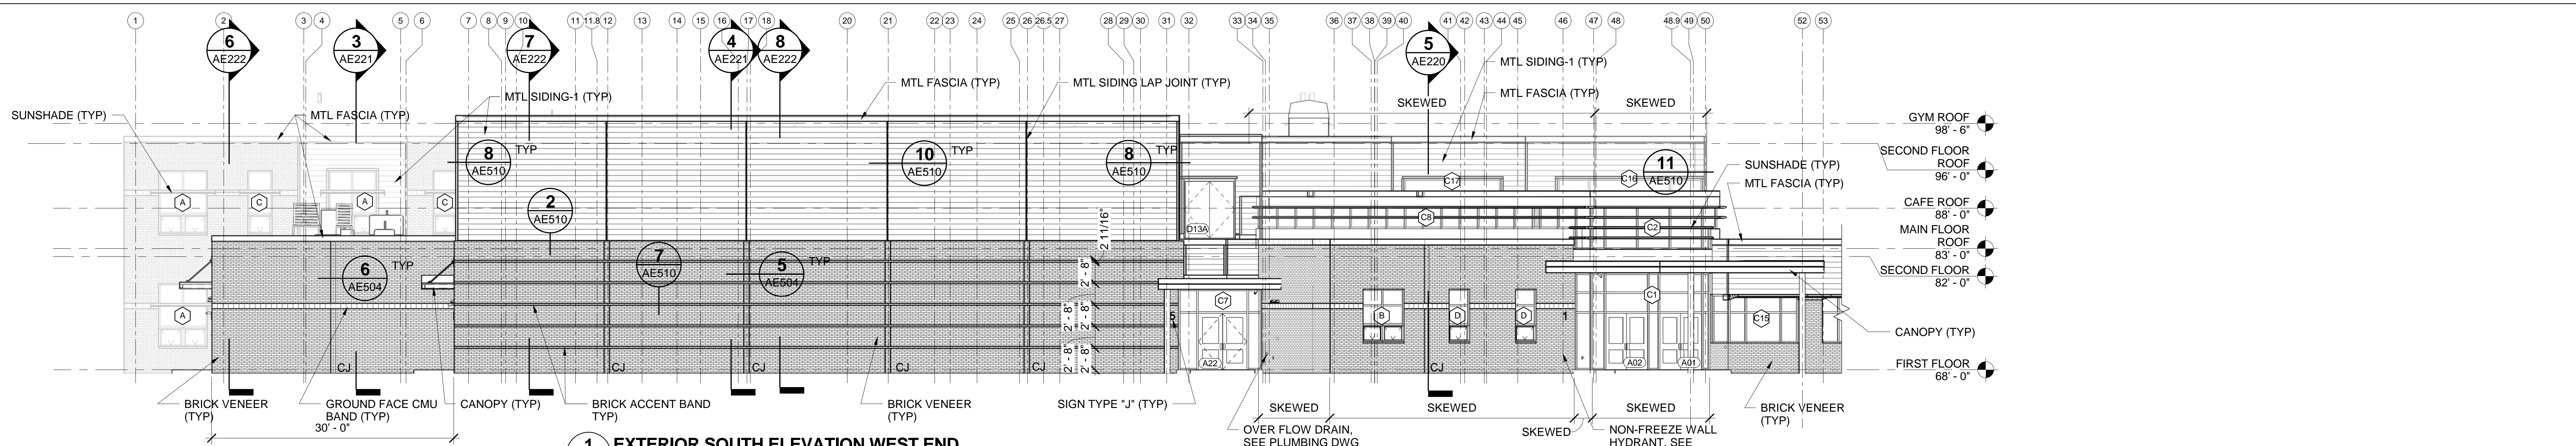 1 2 3 4 5 6 7 8 9 10 11 11.8 12 13 14 15 16 17 18 20 21 22 23 24 25 26 26.5 27 28 29 30 31 32 33 34 35 36 37 38 39 40 41 42 43 44 45 46 47 48 48.9 49 50 52 53
6 AE222
3 AE221
7 AE222
4 AE221
8 AE222
5 AE220
SUNSHADE (TYP)
MTL FASCIA (TYP)
MTL SIDING-1 (TYP)
MTL FASCIA (TYP)
MTL SIDING LAP JOINT (TYP)
SKEWED
MTL SIDING-1 (TYP)
MTL FASCIA (TYP)
SKEWED
GYM ROOF
98' - 6"
SECOND FLOOR
ROOF
96' - 0"
CAFE ROOF
88' - 0"
MAIN FLOOR
ROOF
83' - 0"
SECOND FLOOR
82' - 0"
FIRST FLOOR
68' - 0"
8 AE510 TYP
10 AE510 TYP
8 AE510 TYP
11 AE510
SUNSHADE (TYP)
MTL FASCIA (TYP)
2 AE510
7 AE510
5 AE504 TYP
6 AE504 TYP
A
C
A
C
A
D13A
C17
C16
C8
C2
C7
C1
C15
B
D
D
A22
A02
A01
2 11/16"
2' - 8"
2' - 8"
2' - 8"
2' - 8"
2' - 8"
2' - 8"
2' - 8"
5
1
CJ
CJ
CJ
CJ
CJ
CJ
CANOPY (TYP)
BRICK VENEER
(TYP)
GROUND FACE CMU
BAND (TYP)
CANOPY (TYP)
BRICK ACCENT BAND
TYP)
BRICK VENEER
(TYP)
SIGN TYPE "J" (TYP)
SKEWED
SKEWED
SKEWED
SKEWED
BRICK VENEER
(TYP)
30' - 0"
OVER FLOW DRAIN,
SEE PLUMBING DWG
NON-FREEZE WALL
HYDRANT, SEE
1 EXTERIOR SOUTH ELEVATION WEST END